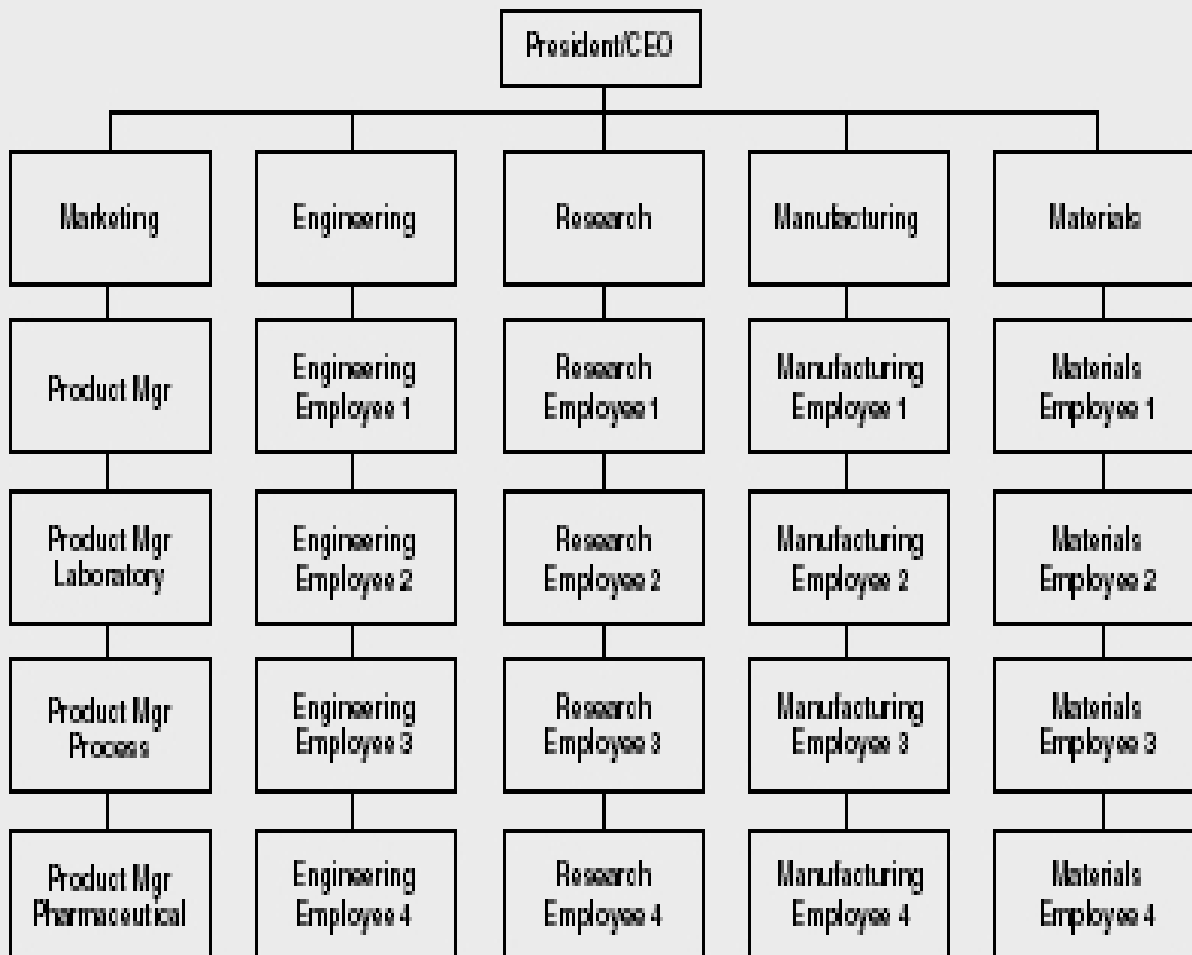 President/CEO
Marketing
Engineering
Research
Manufacturing
Materials
Product Mgr
Engineering
Employee 1
Research
Employee 1
Manufacturing
Employee 1
Materials
Employee 1
Product Mgr
Laboratory
Engineering
Employee 2
Research
Employee 2
Manufacturing
Employee 2
Materials
Employee 2
Product Mgr
Process
Engineering
Employee 3
Research
Employee 3
Manufacturing
Employee 3
Materials
Employee 3
Product Mgr
Pharmaceutical
Engineering
Employee 4
Research
Employee 4
Manufacturing
Employee 4
Materials
Employee 4